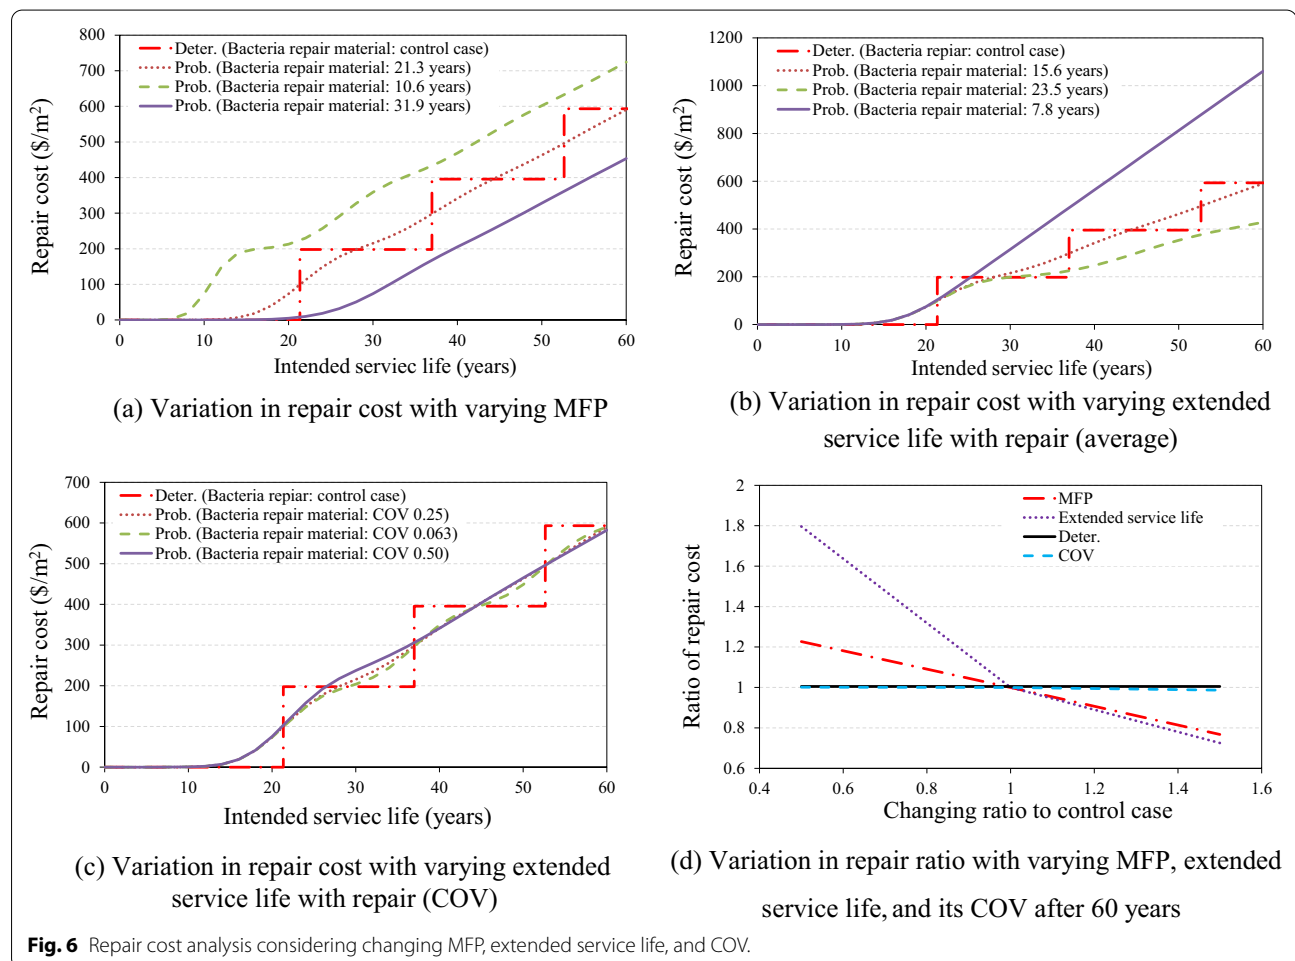 800
700
600
500
400
300
200
100
0
Repair cost ($/m²)
Deter. (Bacteria repair material: control case)
Prob. (Bacteria repair material: 21.3 years)
Prob. (Bacteria repair material: 10.6 years)
Prob. (Bacteria repair material: 31.9 years)
0 10 20 30 40 50 60
Intended serviec life (years)
(a) Variation in repair cost with varying MFP
1200
1000
800
600
400
200
0
Repair cost ($/m²)
Deter. (Bacteria repiar: control case)
Prob. (Bacteria repair material: 15.6 years)
Prob. (Bacteria repair material: 23.5 years)
Prob. (Bacteria repair material: 7.8 years)
0 10 20 30 40 50 60
Intended serviec life (years)
(b) Variation in repair cost with varying extended
service life with repair (average)
700
600
500
400
300
200
100
0
Repair cost ($/m²)
Deter. (Bacteria repiar: control case)
Prob. (Bacteria repair material: COV 0.25)
Prob. (Bacteria repair material: COV 0.063)
Prob. (Bacteria repair material: COV 0.50)
0 10 20 30 40 50 60
Intended serviec life (years)
(c) Variation in repair cost with varying extended
service life with repair (COV)
2
1.8
1.6
1.4
1.2
1
0.8
0.6
Ratio of repair cost
MFP
Extended service life
Deter.
COV
0.4 0.6 0.8 1 1.2 1.4 1.6
Changing ratio to control case
(d) Variation in repair ratio with varying MFP, extended
service life, and its COV after 60 years
Fig. 6 Repair cost analysis considering changing MFP, extended service life, and COV.